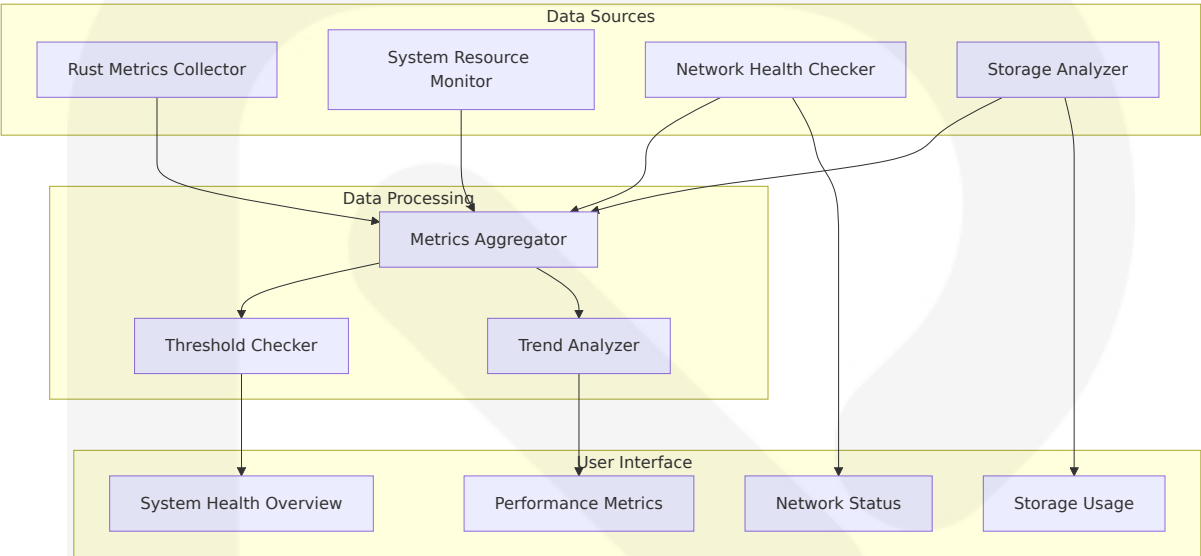 Data Sources
Rust Metrics Collector
System Resource
Monitor
Network Health Checker
Storage Analyzer
Data Processing
Metrics Aggregator
Threshold Checker
Trend Analyzer
User Interface
System Health Overview
Performance Metrics
Network Status
Storage Usage